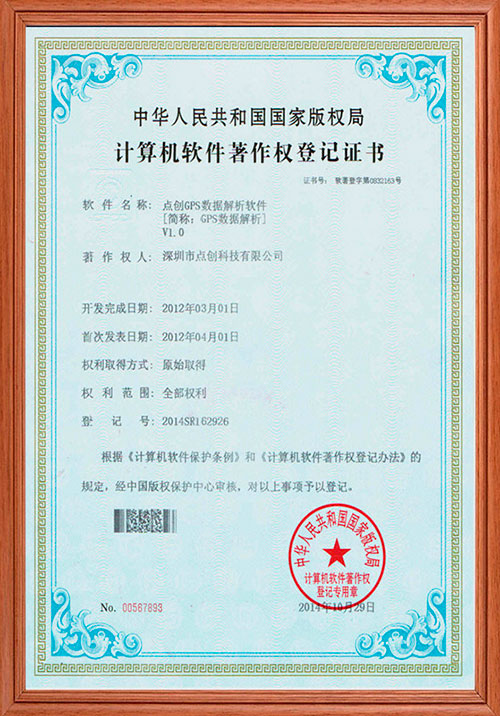 中华人民共和国国家版权局
计算机软件著作权登记证书
证书号: 软著登字第0832163号
软件名称: 点创GPS数据解析软件
[简称: GPS数据解析]
V1.0
著作权人: 深圳市点创科技有限公司
开发完成日期: 2012年03月01日
首次发表日期: 2012年04月01日
权利取得方式: 原始取得
权利范围: 全部权利
登记号: 2014SR162926
根据《计算机软件保护条例》和《计算机软件著作权登记办法》的
规定, 经中国版权保护中心审核, 对以上事项予以登记。
中华人民共和国国家版权局
计算机软件著作权
登记专用章
No. 00567893
2014年10月29日